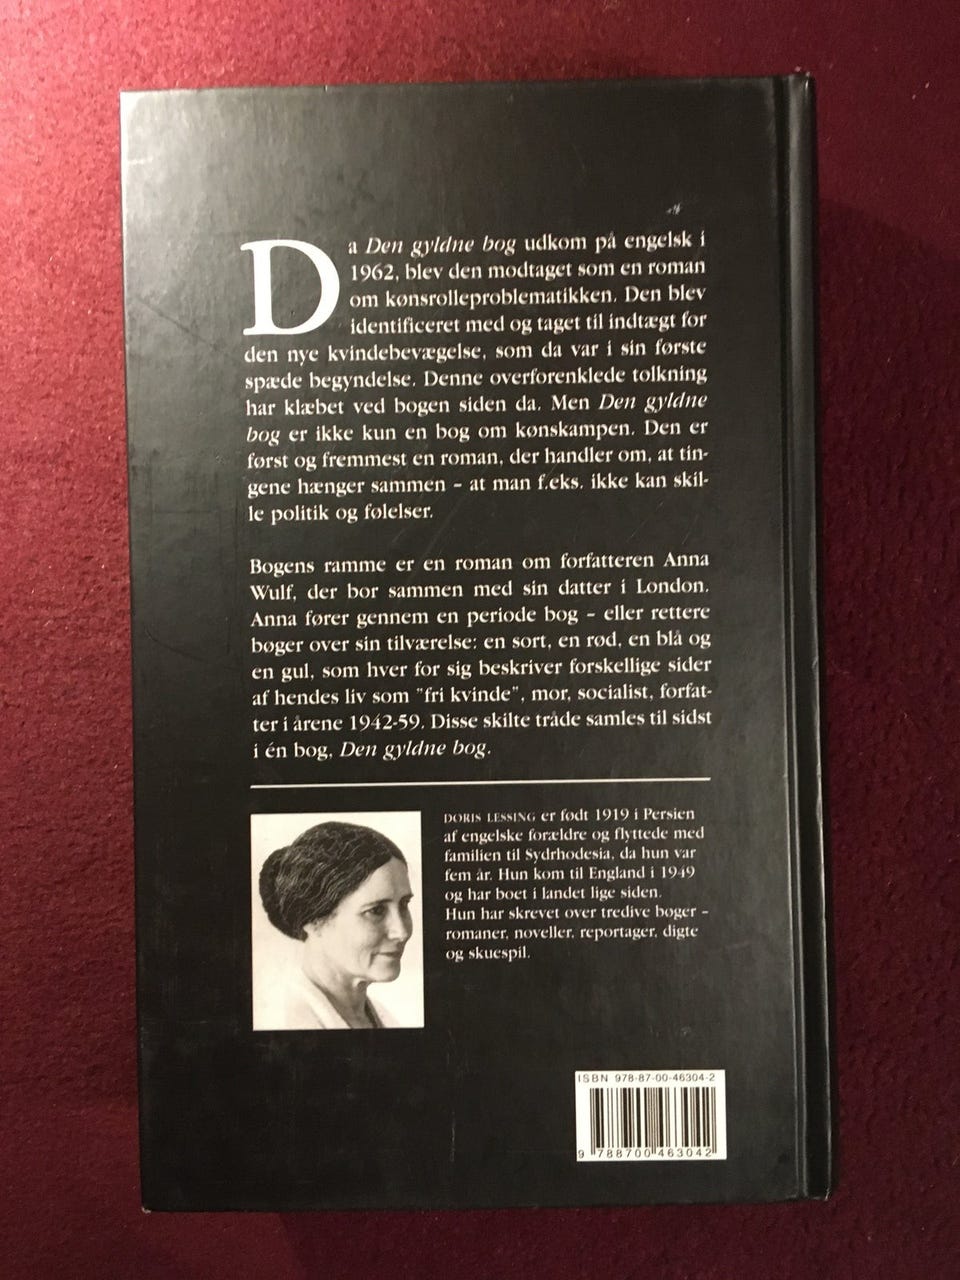 Da Den gyldne bog udkom på engelsk i
1962, blev den modtaget som en roman
om kønsrolleproblematikken. Den blev
identificeret med og taget til indtægt for
den nye kvindebevægelse, som da var i sin første
spæde begyndelse. Denne overforenklede tolkning
har klæbet ved bogen siden da. Men Den gyldne
bog er ikke kun en bog om kønskampen. Den er
først og fremmest en roman, der handler om, at tin-
gene hænger sammen – at man f.eks. ikke kan skil-
le politik og følelser.
Bogens ramme er en roman om forfatteren Anna
Wulf, der bor sammen med sin datter i London.
Anna fører gennem en periode bog – eller rettere
bøger over sin tilværelse: en sort, en rød, en blå og
en gul, som hver for sig beskriver forskellige sider
af hendes liv som "fri kvinde", mor, socialist, forfat-
ter i årene 1942-59. Disse skilte tråde samles til sidst
i én bog, Den gyldne bog.
DORIS LESSING er født 1919 i Persien
af engelske forældre og flyttede med
familien til Sydrhodesia, da hun var
fem år. Hun kom til England i 1949
og har boet i landet lige siden.
Hun har skrevet over tredive bøger –
romaner, noveller, reportager, digte
og skuespil.
ISBN 978-87-00-46304-2
9 788700 463042